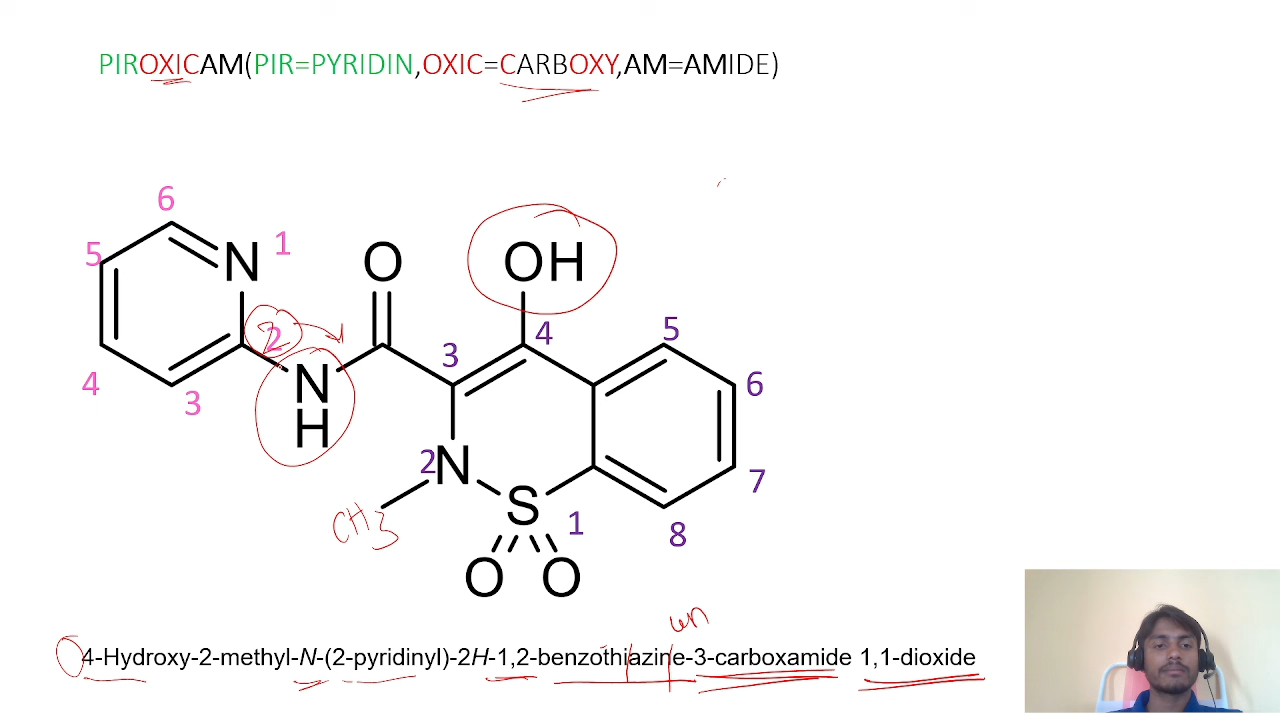 PIROXICAM(PIR=PYRIDIN,OXIC=CARBOXY,AM=AMIDE)
6
5
N
1
O
OH
2
4
5
3
4
3
N
H
6
2
N
7
CH3
S
1
8
O
O
4-Hydroxy-2-methyl-N-(2-pyridinyl)-2H-1,2-benzothiazine-3-carboxamide 1,1-dioxide